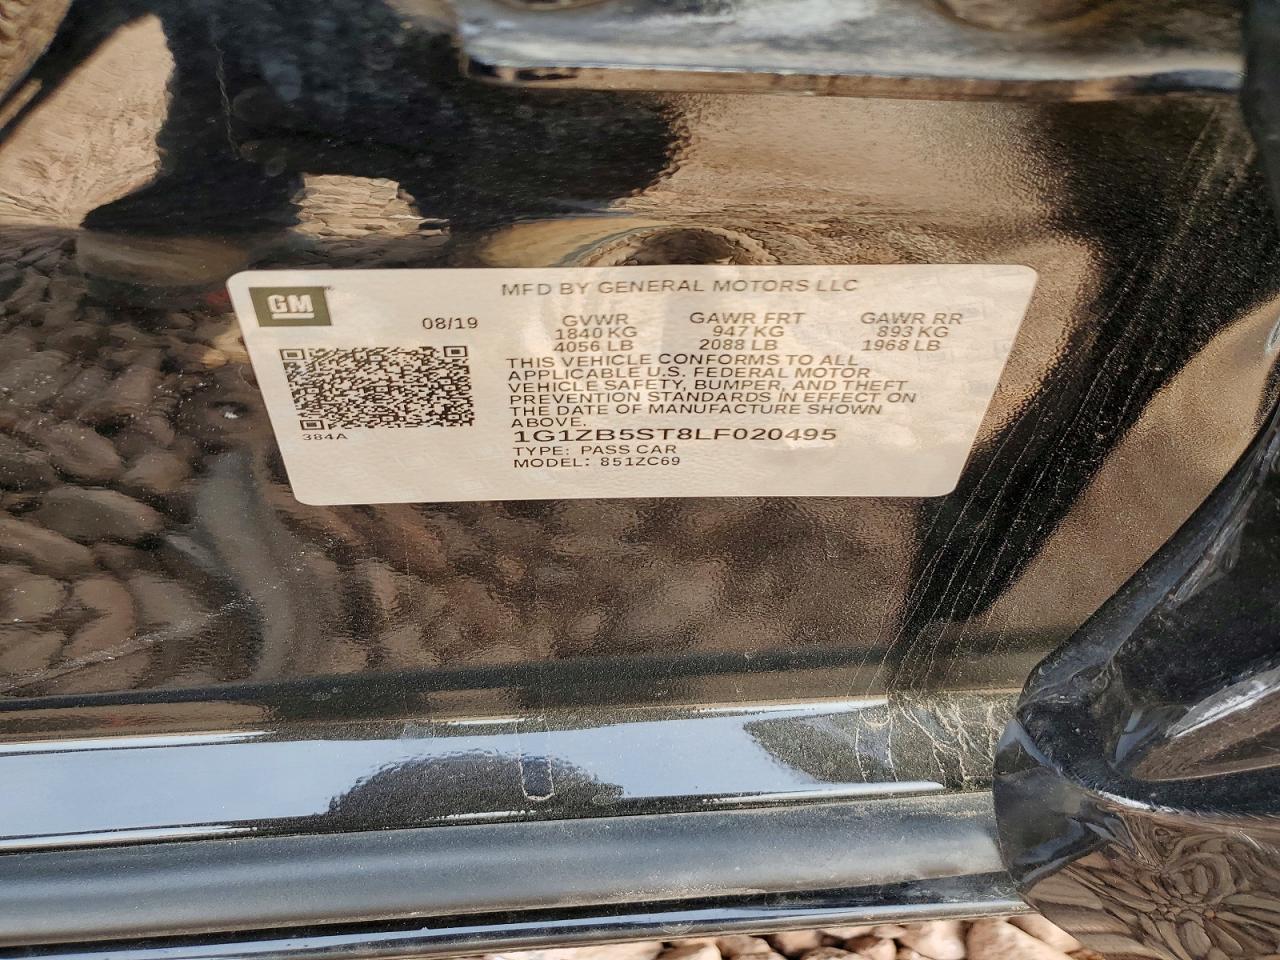 GM
MFD BY GENERAL MOTORS LLC
08/19
GVWR GAWR FRT GAWR RR
1840 KG 947 KG 893 KG
4056 LB 2088 LB 1968 LB
THIS VEHICLE CONFORMS TO ALL
APPLICABLE U.S. FEDERAL MOTOR
VEHICLE SAFETY, BUMPER, AND THEFT
PREVENTION STANDARDS IN EFFECT ON
THE DATE OF MANUFACTURE SHOWN
ABOVE.
384A
1G1ZB5ST8LF020495
TYPE: PASS CAR
MODEL: 851ZC69